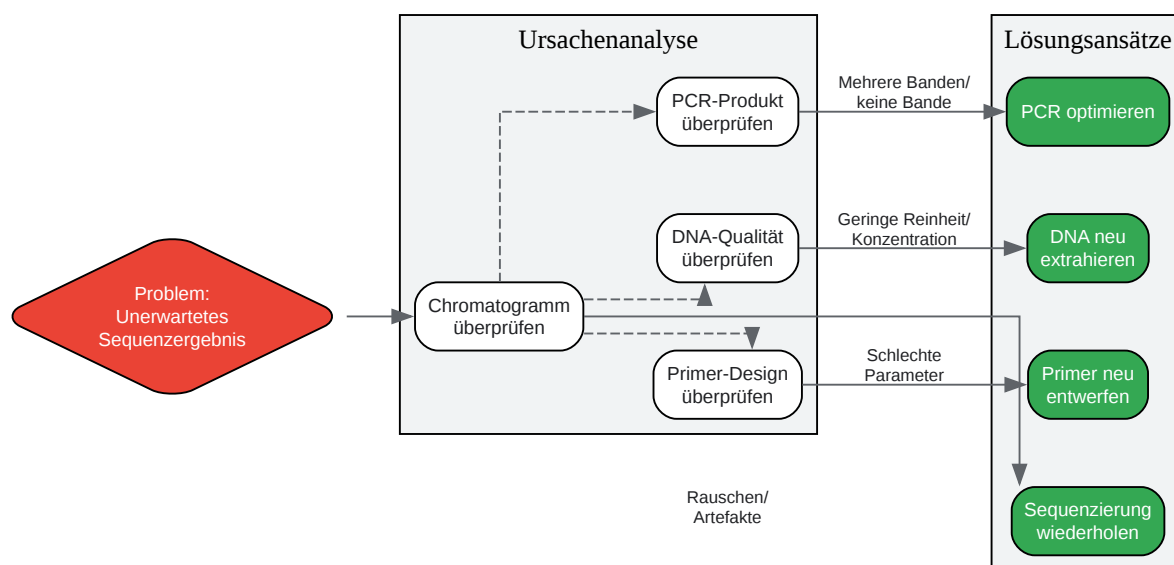 Ursachenanalyse
Lösungsansätze
PCR-Produkt
überprüfen
Mehrere Banden/
keine Bande
PCR optimieren
DNA-Qualität
überprüfen
Geringe Reinheit/
Konzentration
DNA neu
extrahieren
Problem:
Unerwartetes
Sequenzergebnis
Chromatogramm
überprüfen
Primer-Design
überprüfen
Schlechte
Parameter
Primer neu
entwerfen
Rauschen/
Artefakte
Sequenzierung
wiederholen